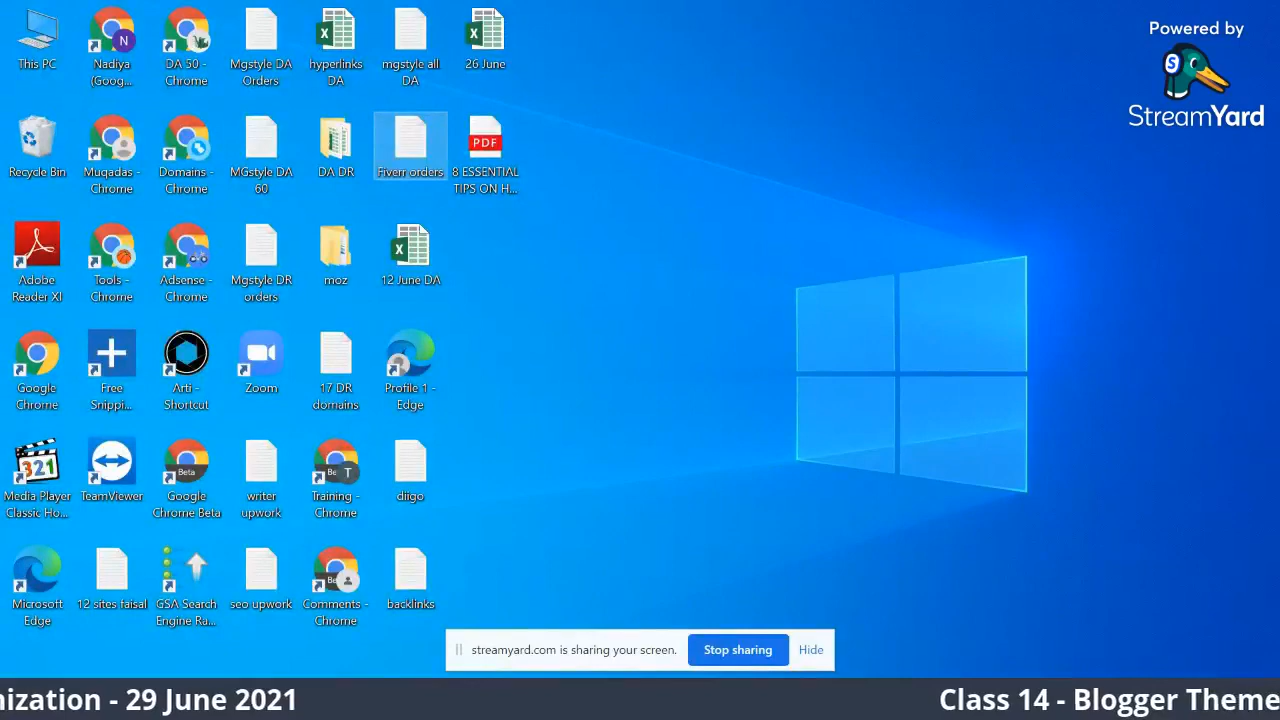 This PC
Nadiya
(Goog...
DA 50 -
Chrome
Mgstyle DA
Orders
hyperlinks
DA
mgstyle all
DA
26 June
Powered by
StreamYard
Recycle Bin
Muqadas -
Chrome
Domains -
Chrome
MGstyle DA
60
DA DR
Fiverr orders
PDF
8 ESSENTIAL
TIPS ON H...
Adobe
Reader XI
Tools -
Chrome
Adsense -
Chrome
Mgstyle DR
orders
moz
12 June DA
Google
Chrome
Free
Snippi...
Arti -
Shortcut
Zoom
17 DR
domains
Profile 1 -
Edge
321
Media Player
Classic Ho...
TeamViewer
Beta
Google
Chrome Beta
writer
upwork
Be T
Training -
Chrome
diigo
Microsoft
Edge
12 sites faisal
GSA Search
Engine Ra...
seo upwork
Be
Comments -
Chrome
backlinks
streamyard.com is sharing your screen.
Stop sharing
Hide
nization - 29 June 2021
Class 14 - Blogger Theme